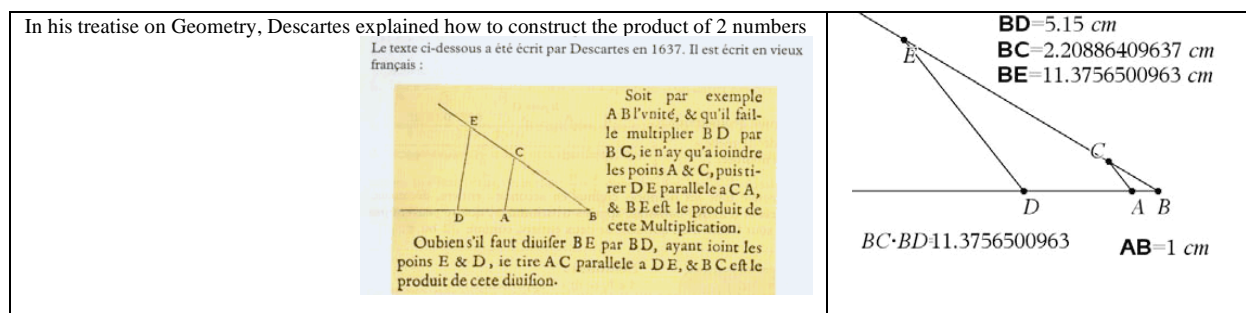 In his treatise on Geometry, Descartes explained how to construct the product of 2 numbers
Le texte ci-dessous a été écrit par Descartes en 1637. Il est écrit en vieux
français :
E
C
D
A
B
Soit par exemple
A B l'vnité, & qu'il fail-
le multiplier B D par
B C, ie n'ay qu'a ioindre
les poins A & C, puis ti-
rer D E parallele a C A,
& B E eſt le produit de
cete Multiplication.
Oubien s'il faut diuiſer B E par B D, ayant ioint les
poins E & D, ie tire A C parallele a D E, & B C eſt le
produit de cete diuiſion.
BD=5.15 cm
BC=2.20886409637 cm
BE=11.3756500963 cm
E
C
D
A
B
BC·BD=11.3756500963
AB=1 cm